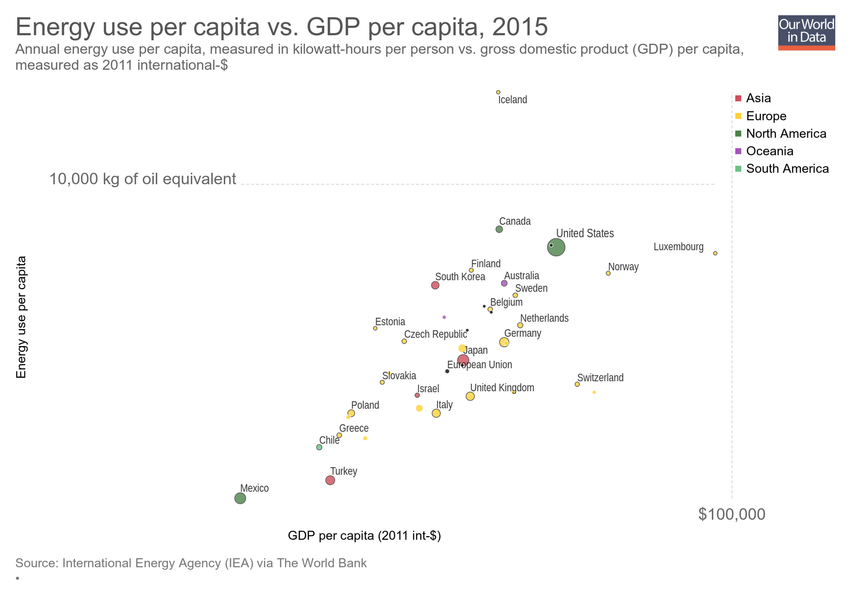 Energy use per capita vs. GDP per capita, 2015
Our World
in Data
Annual energy use per capita, measured in kilowatt-hours per person vs. gross domestic product (GDP) per capita,
measured as 2011 international-$
Iceland
Asia
Europe
North America
Oceania
South America
10,000 kg of oil equivalent
Canada
United States
Luxembourg
Finland
Norway
South Korea
Australia
Sweden
Belgium
Estonia
Netherlands
Czech Republic
Germany
Japan
European Union
Slovakia
Switzerland
Israel
United Kingdom
Poland
Italy
Greece
Chile
Turkey
Mexico
Energy use per capita
$100,000
GDP per capita (2011 int-$)
Source: International Energy Agency (IEA) via The World Bank
•